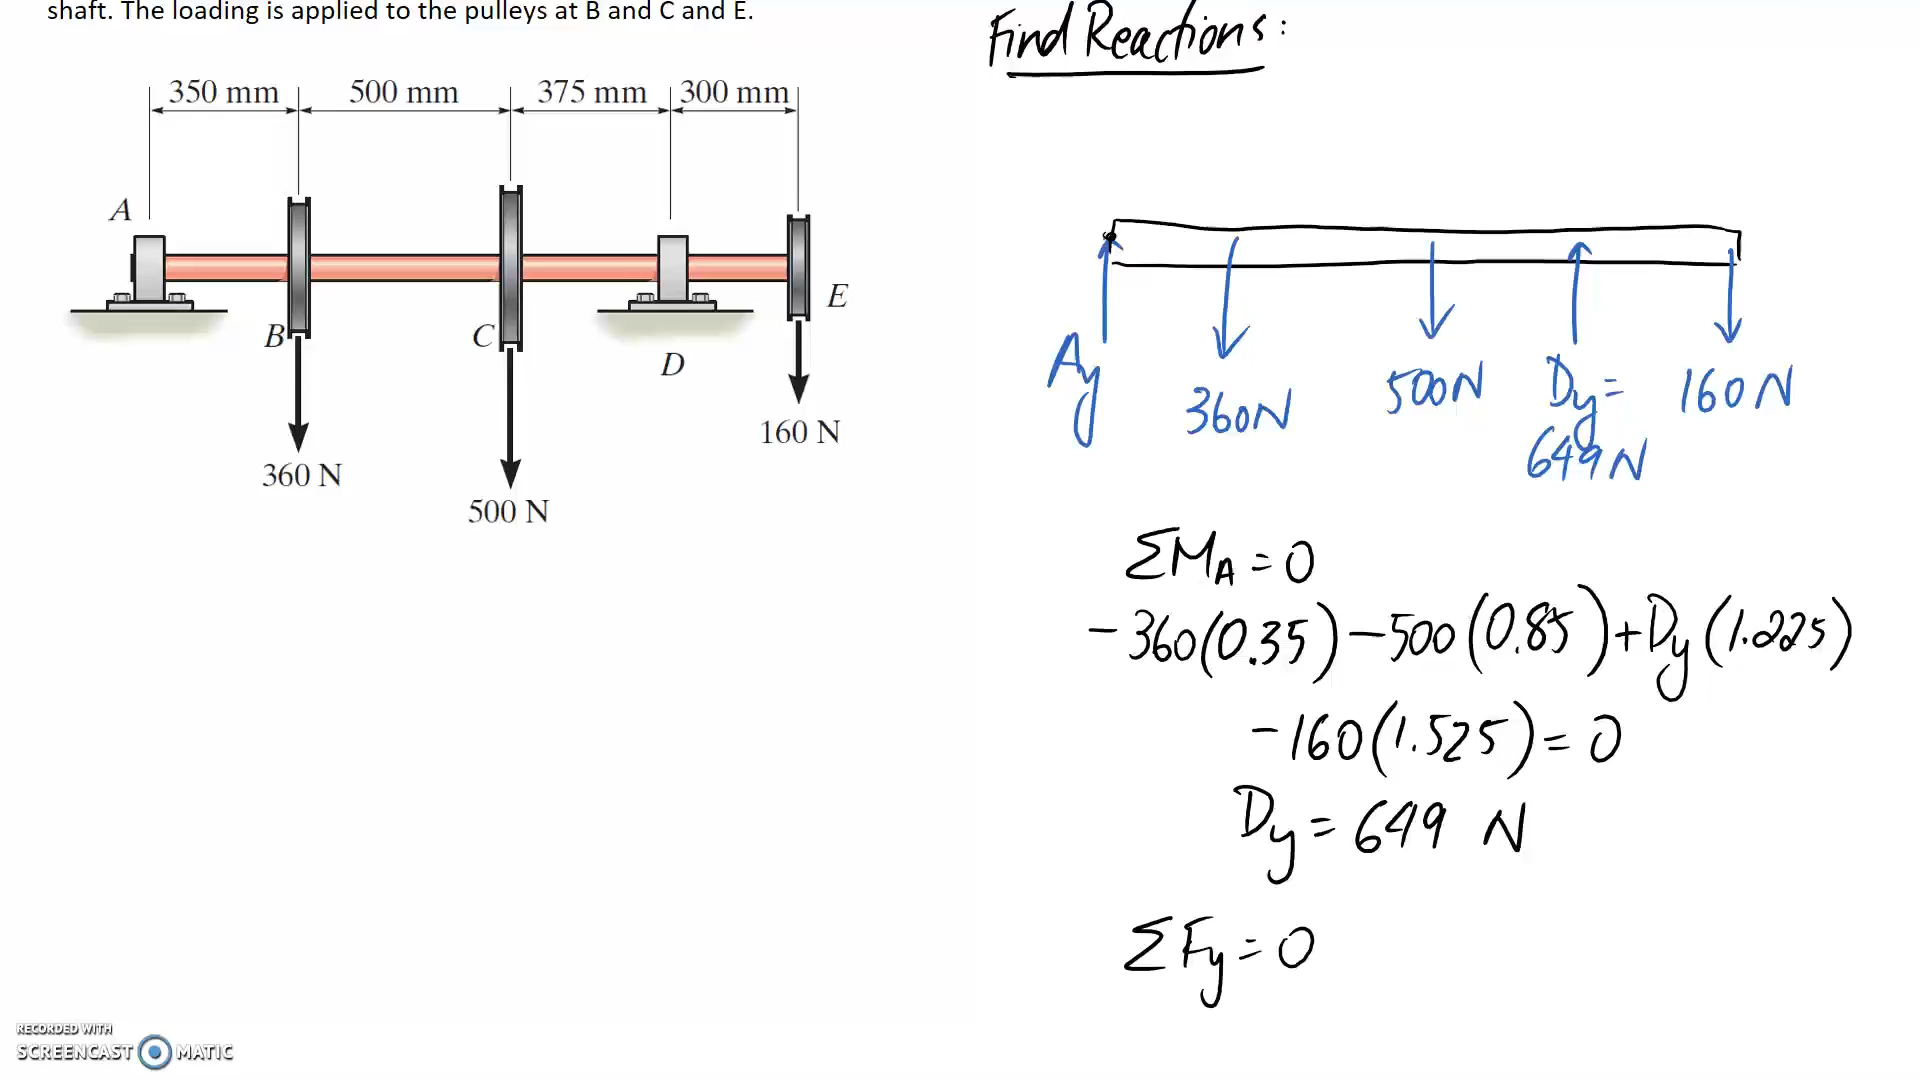 shaft. The loading is applied to the pulleys at B and C and E.
350 mm 500 mm 375 mm 300 mm
A
B
C
D
E
360 N
500 N
160 N
Find Reactions:
Ay
360N
500N
Dy =
649 N
160 N
ΣMA = 0
- 360(0.35) - 500(0.85) + Dy(1.225)
- 160(1.525) = 0
Dy = 649 N
ΣFy = 0
RECORDED WITH
SCREENCAST MATIC